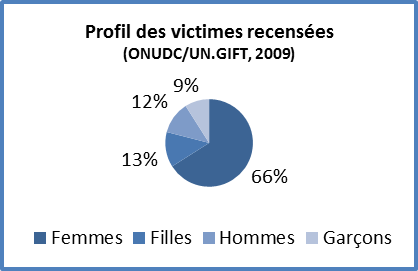 Profil des victimes recensées
(ONUDC/UN.GIFT, 2009)
9%
12%
13%
66%
Femmes Filles Hommes Garçons